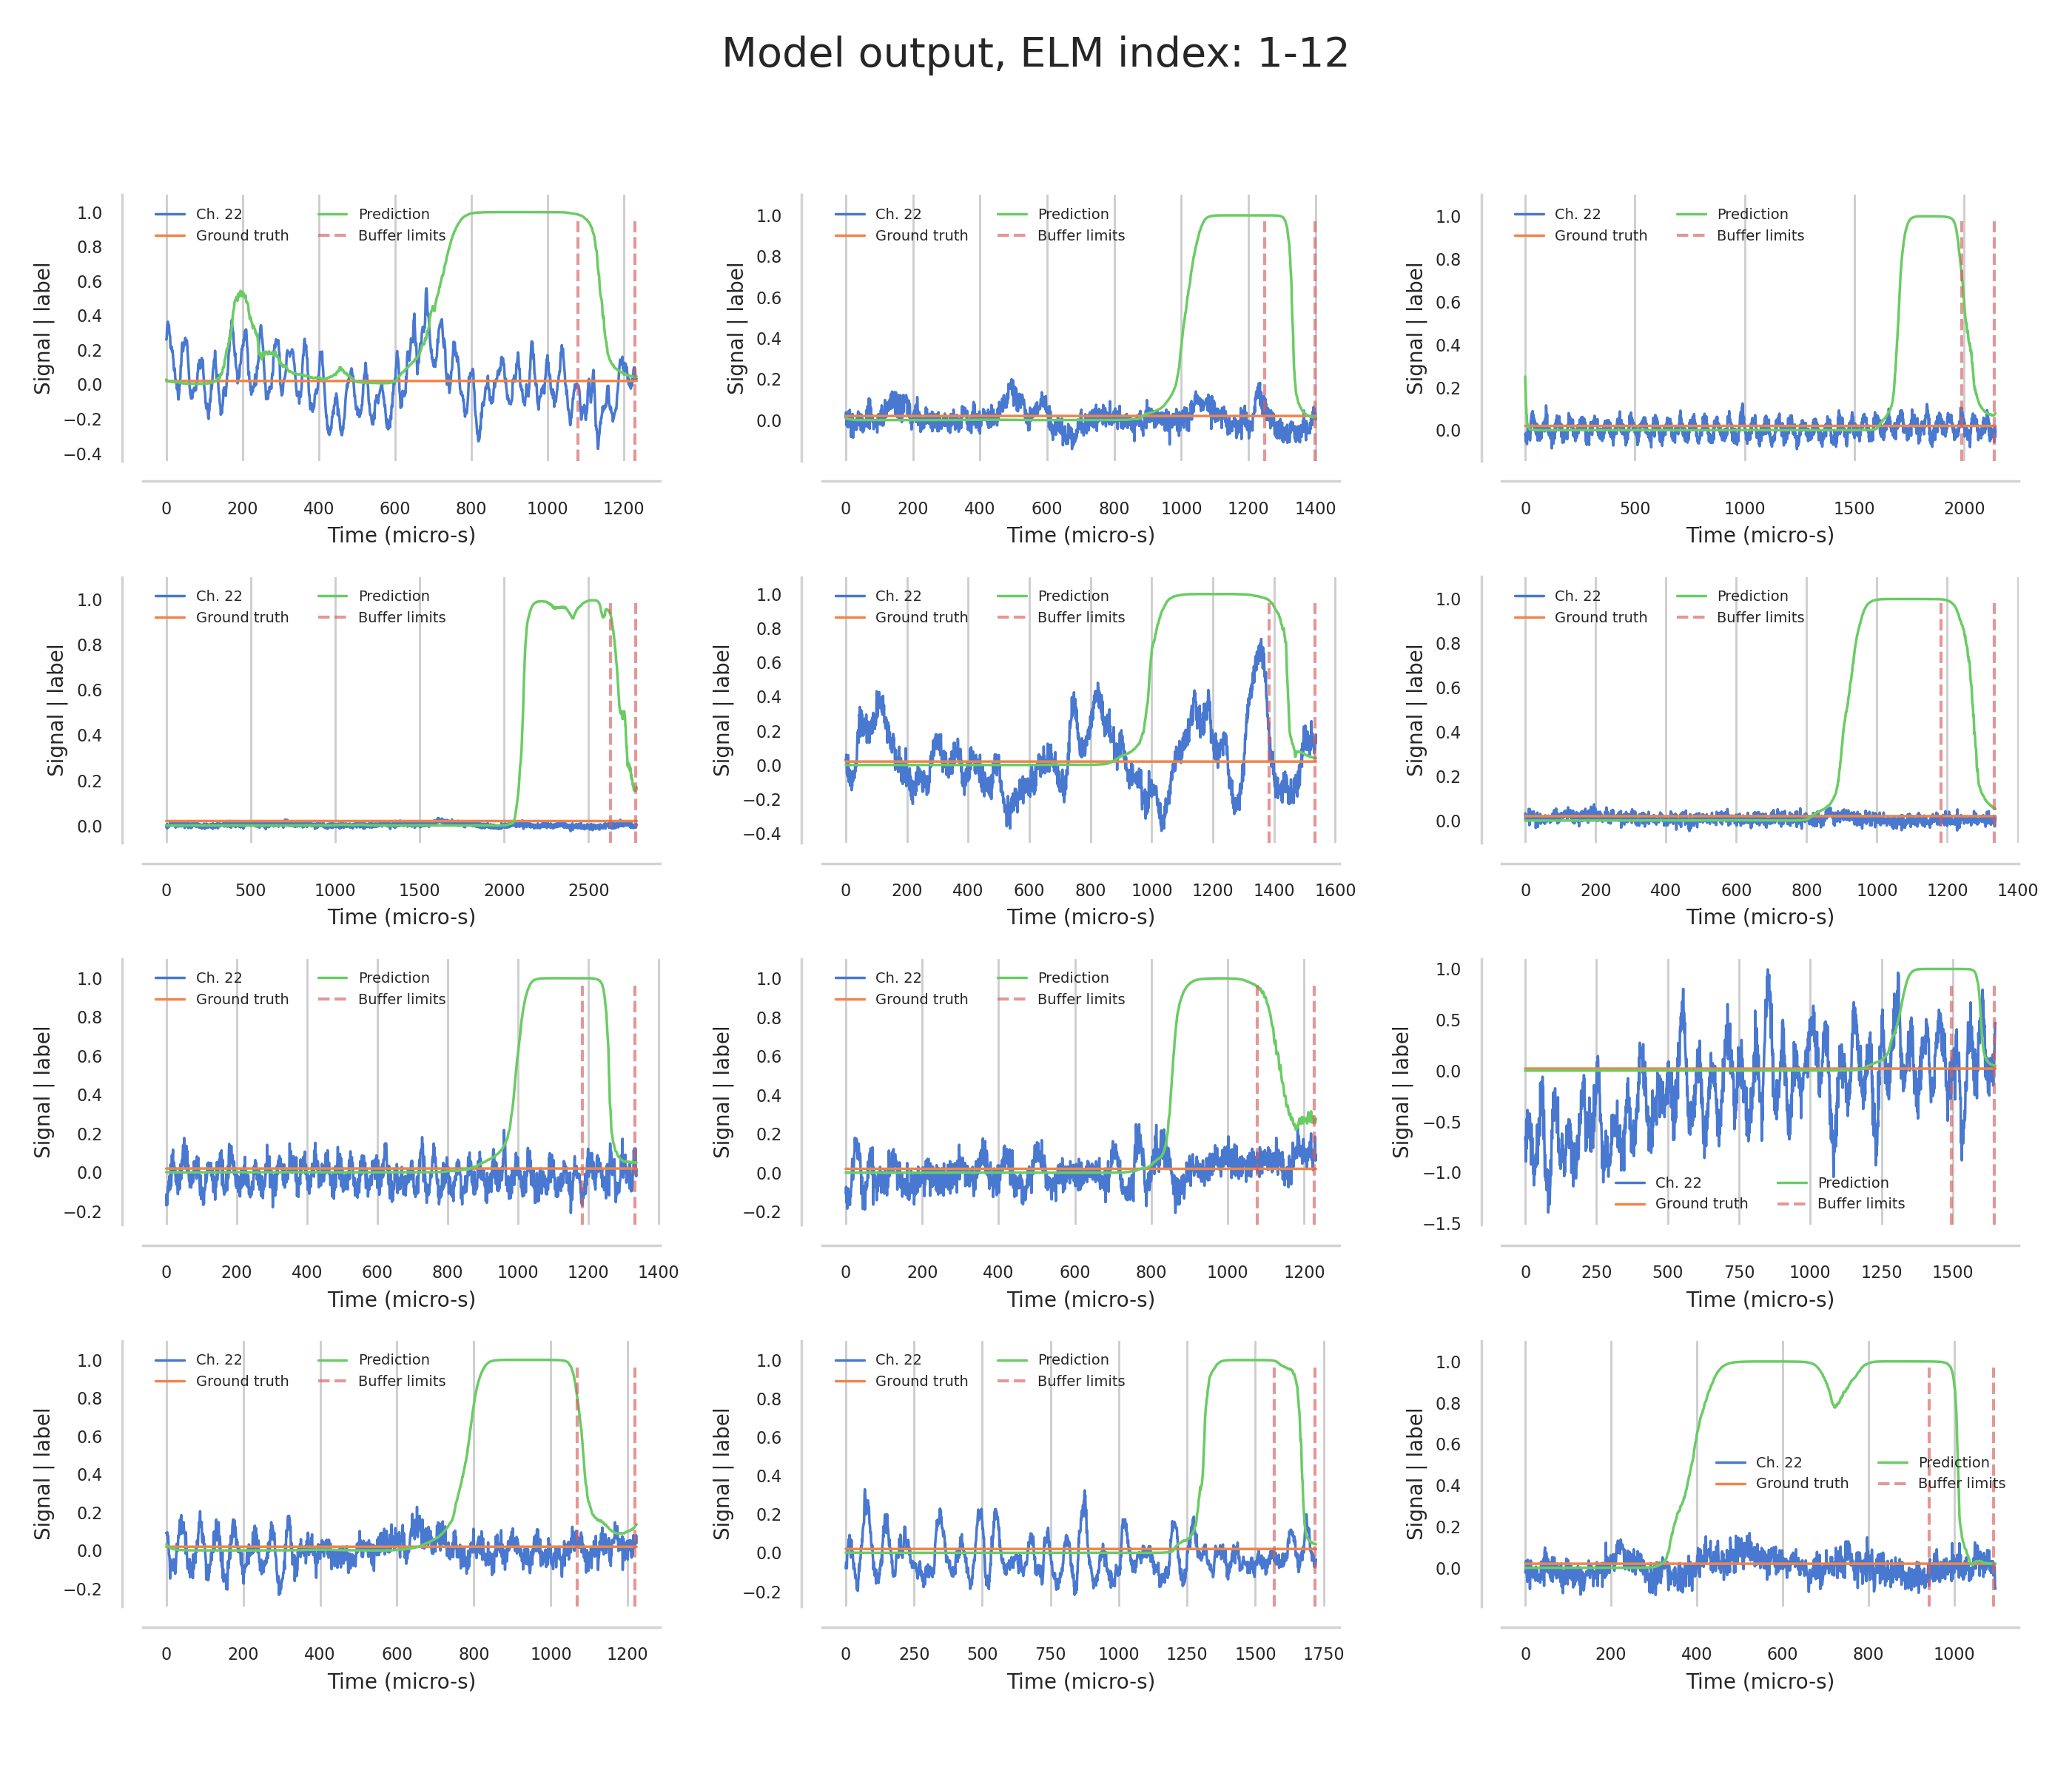 Model output, ELM index: 1-12
Signal | label
1.0
0.8
0.6
0.4
0.2
0.0
−0.2
−0.4
Ch. 22
Ground truth
Prediction
Buffer limits
0 200 400 600 800 1000 1200
Time (micro-s)
Signal | label
1.0
0.8
0.6
0.4
0.2
0.0
Ch. 22
Ground truth
Prediction
Buffer limits
0 200 400 600 800 1000 1200 1400
Time (micro-s)
Signal | label
1.0
0.8
0.6
0.4
0.2
0.0
Ch. 22
Ground truth
Prediction
Buffer limits
0 500 1000 1500 2000
Time (micro-s)
Signal | label
1.0
0.8
0.6
0.4
0.2
0.0
Ch. 22
Ground truth
Prediction
Buffer limits
0 500 1000 1500 2000 2500
Time (micro-s)
Signal | label
1.0
0.8
0.6
0.4
0.2
0.0
−0.2
−0.4
Ch. 22
Ground truth
Prediction
Buffer limits
0 200 400 600 800 1000 1200 1400 1600
Time (micro-s)
Signal | label
1.0
0.8
0.6
0.4
0.2
0.0
Ch. 22
Ground truth
Prediction
Buffer limits
0 200 400 600 800 1000 1200 1400
Time (micro-s)
Signal | label
1.0
0.8
0.6
0.4
0.2
0.0
−0.2
Ch. 22
Ground truth
Prediction
Buffer limits
0 200 400 600 800 1000 1200 1400
Time (micro-s)
Signal | label
1.0
0.8
0.6
0.4
0.2
0.0
−0.2
Ch. 22
Ground truth
Prediction
Buffer limits
0 200 400 600 800 1000 1200
Time (micro-s)
Signal | label
1.0
0.5
0.0
−0.5
−1.0
−1.5
Ch. 22
Ground truth
Prediction
Buffer limits
0 250 500 750 1000 1250 1500
Time (micro-s)
Signal | label
1.0
0.8
0.6
0.4
0.2
0.0
−0.2
Ch. 22
Ground truth
Prediction
Buffer limits
0 200 400 600 800 1000 1200
Time (micro-s)
Signal | label
1.0
0.8
0.6
0.4
0.2
0.0
−0.2
Ch. 22
Ground truth
Prediction
Buffer limits
0 250 500 750 1000 1250 1500 1750
Time (micro-s)
Signal | label
1.0
0.8
0.6
0.4
0.2
0.0
Ch. 22
Ground truth
Prediction
Buffer limits
0 200 400 600 800 1000
Time (micro-s)